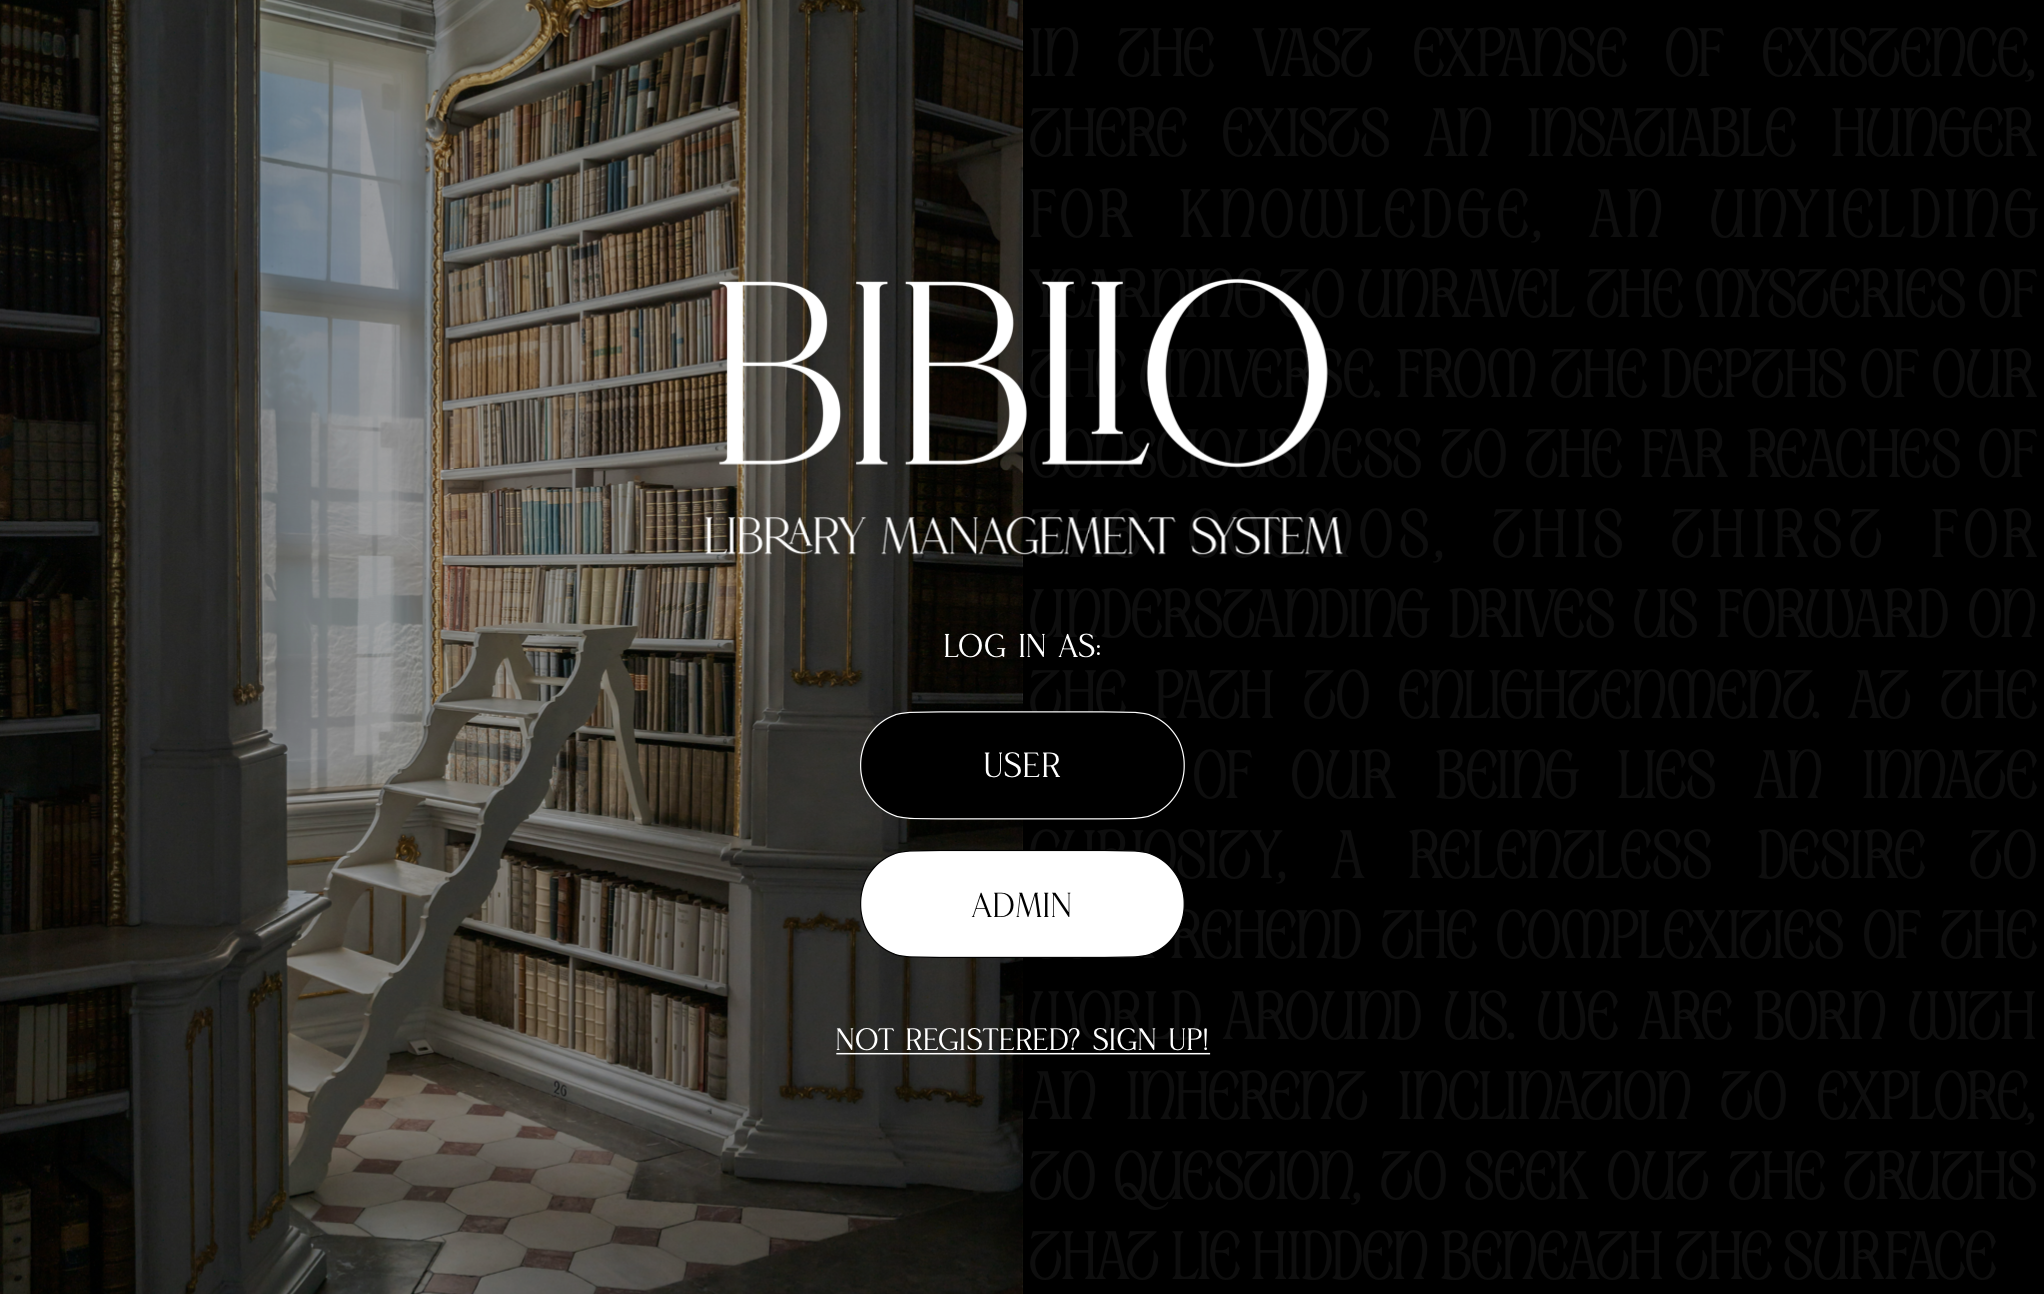 IN THE VAST EXPANSE OF EXISTENCE,
THERE EXISTS AN INSATIABLE HUNGER
FOR KNOWLEDGE, AN UNYIELDING
YEARNING TO UNRAVEL THE MYSTERIES OF
THE UNIVERSE. FROM THE DEPTHS OF OUR
CONSCIOUSNESS TO THE FAR REACHES OF
THIS THIRST FOR
UNDERSTANDING DRIVES US FORWARD ON
THE PATH TO ENLIGHTENMENT. AT THE
OF OUR BEING LIES AN INNATE
CURIOSITY, A RELENTLESS DESIRE TO
THE COMPLEXITIES OF THE
WORLD AROUND US. WE ARE BORN WITH
AN INHERENT INCLINATION TO EXPLORE,
TO QUESTION, TO SEEK OUT THE TRUTHS
THAT LIE HIDDEN BENEATH THE SURFACE
BIBLIO
LIBRARY MANAGEMENT SYSTEM
LOG IN AS:
USER
ADMIN
NOT REGISTERED? SIGN UP!
26